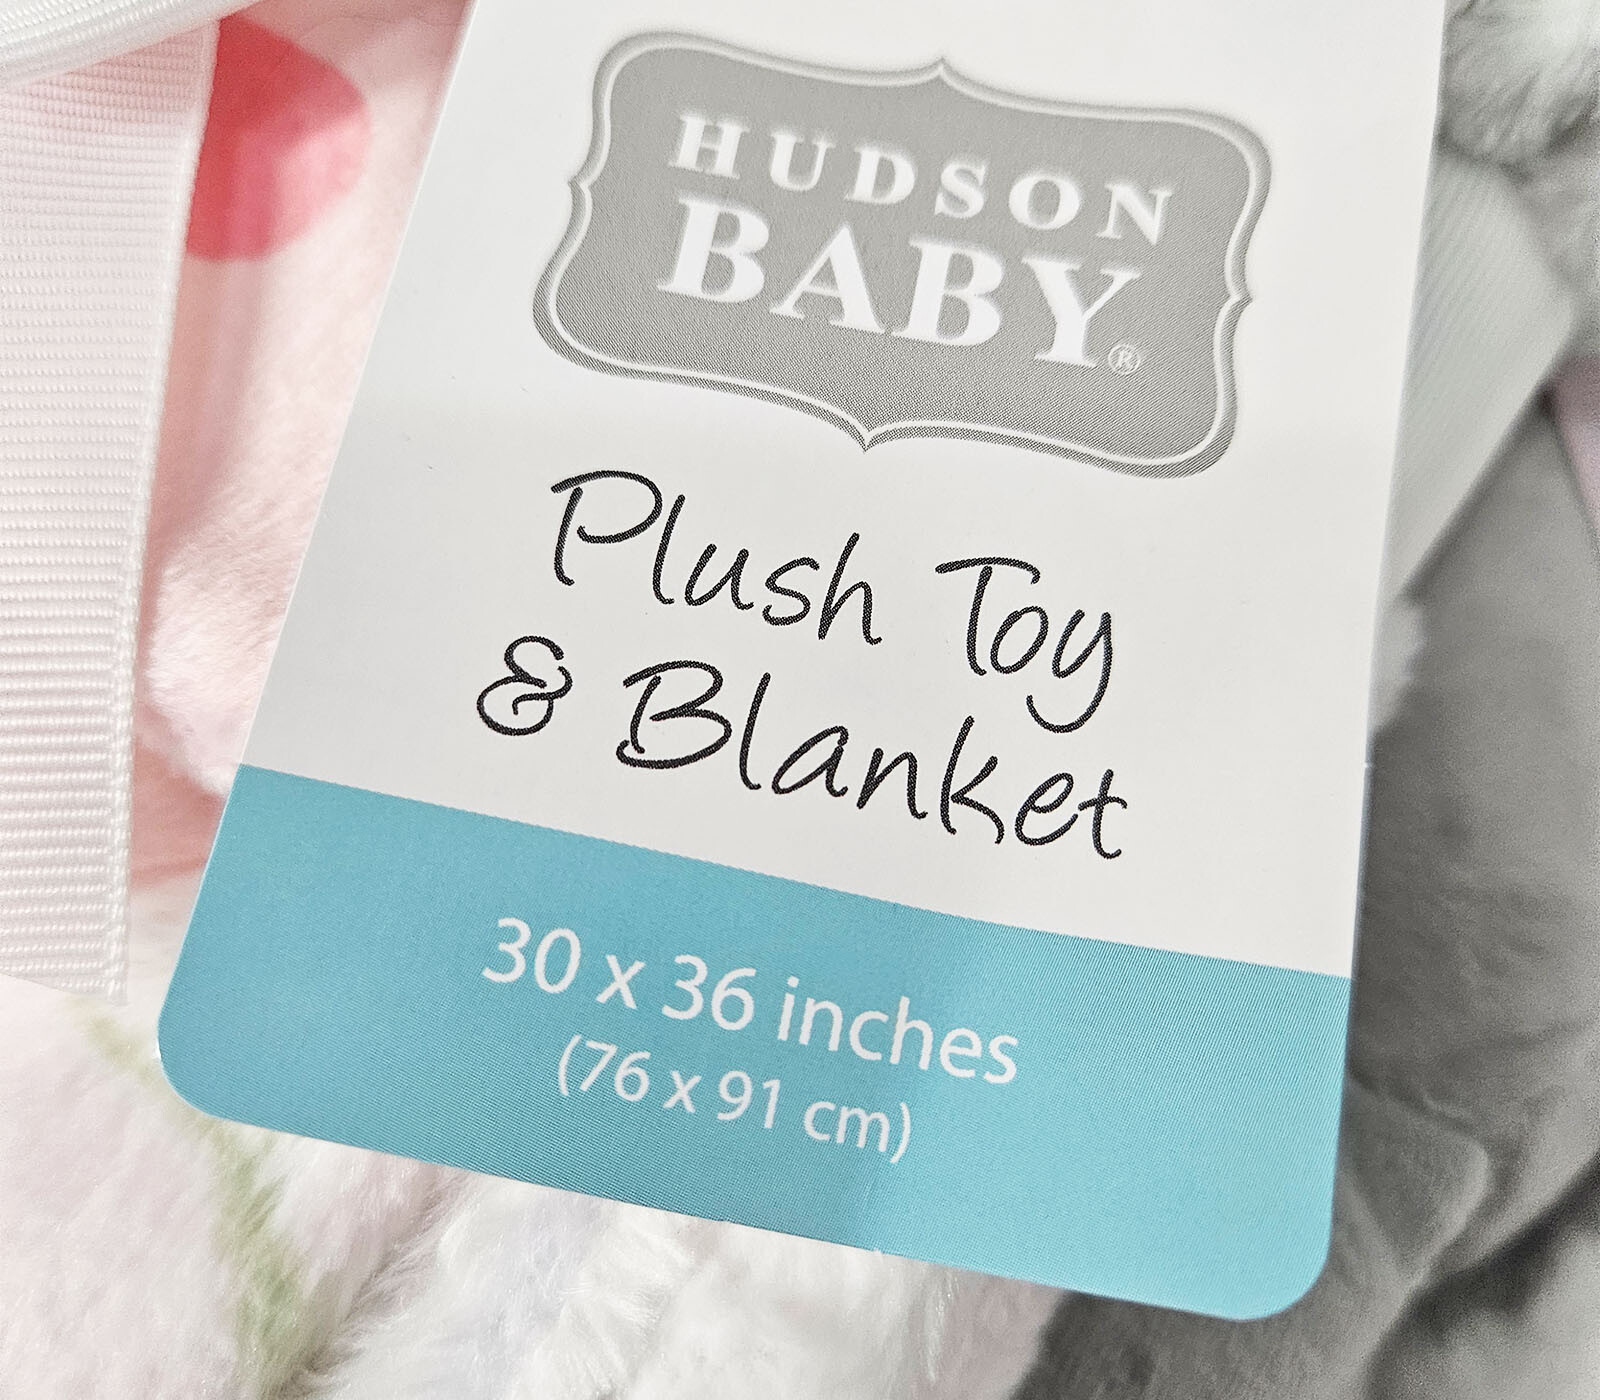 HUDSON
BABY®
Plush Toy
& Blanket
30 x 36 inches
(76 x 91 cm)